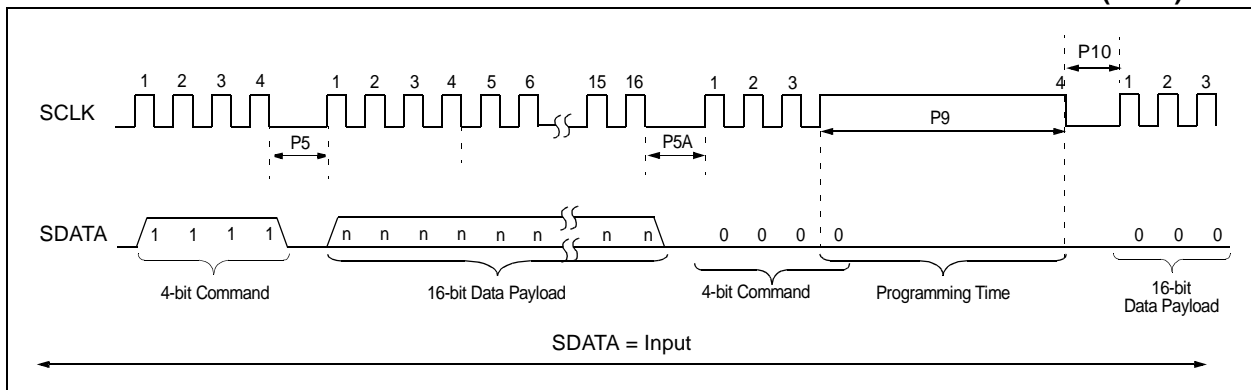 P10
1 2 3 4 1 2 3 4 5 6 15 16 1 2 3 4 1 2 3
SCLK
P5 P5A P9
SDATA 1 1 1 1 n n n n n n n n 0 0 0 0 0 0 0
4-bit Command 16-bit Data Payload 4-bit Command Programming Time 16-bit
Data Payload
SDATA = Input